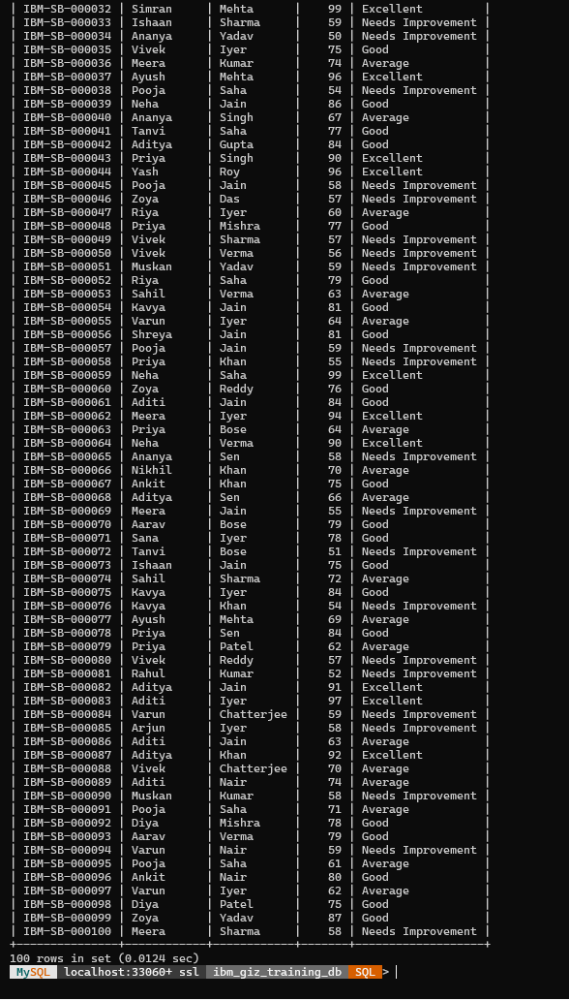 | IBM-SB-000032 | Simran | Mehta | 99 | Excellent |
| IBM-SB-000033 | Ishaan | Sharma | 59 | Needs Improvement |
| IBM-SB-000034 | Ananya | Yadav | 50 | Needs Improvement |
| IBM-SB-000035 | Vivek | Iyer | 75 | Good |
| IBM-SB-000036 | Meera | Kumar | 74 | Average |
| IBM-SB-000037 | Ayush | Mehta | 96 | Excellent |
| IBM-SB-000038 | Pooja | Saha | 54 | Needs Improvement |
| IBM-SB-000039 | Neha | Jain | 86 | Good |
| IBM-SB-000040 | Ananya | Singh | 67 | Average |
| IBM-SB-000041 | Tanvi | Saha | 77 | Good |
| IBM-SB-000042 | Aditya | Gupta | 84 | Good |
| IBM-SB-000043 | Priya | Singh | 90 | Excellent |
| IBM-SB-000044 | Yash | Roy | 96 | Excellent |
| IBM-SB-000045 | Pooja | Jain | 58 | Needs Improvement |
| IBM-SB-000046 | Zoya | Das | 57 | Needs Improvement |
| IBM-SB-000047 | Riya | Iyer | 60 | Average |
| IBM-SB-000048 | Priya | Mishra | 77 | Good |
| IBM-SB-000049 | Vivek | Sharma | 57 | Needs Improvement |
| IBM-SB-000050 | Vivek | Verma | 56 | Needs Improvement |
| IBM-SB-000051 | Muskan | Yadav | 59 | Needs Improvement |
| IBM-SB-000052 | Riya | Saha | 79 | Good |
| IBM-SB-000053 | Sahil | Verma | 63 | Average |
| IBM-SB-000054 | Kavya | Jain | 81 | Good |
| IBM-SB-000055 | Varun | Iyer | 64 | Average |
| IBM-SB-000056 | Shreya | Jain | 81 | Good |
| IBM-SB-000057 | Pooja | Jain | 59 | Needs Improvement |
| IBM-SB-000058 | Priya | Khan | 55 | Needs Improvement |
| IBM-SB-000059 | Neha | Saha | 99 | Excellent |
| IBM-SB-000060 | Zoya | Reddy | 76 | Good |
| IBM-SB-000061 | Aditi | Jain | 84 | Good |
| IBM-SB-000062 | Meera | Iyer | 94 | Excellent |
| IBM-SB-000063 | Priya | Bose | 64 | Average |
| IBM-SB-000064 | Neha | Verma | 90 | Excellent |
| IBM-SB-000065 | Ananya | Sen | 58 | Needs Improvement |
| IBM-SB-000066 | Nikhil | Khan | 70 | Average |
| IBM-SB-000067 | Ankit | Khan | 75 | Good |
| IBM-SB-000068 | Aditya | Sen | 66 | Average |
| IBM-SB-000069 | Meera | Jain | 55 | Needs Improvement |
| IBM-SB-000070 | Aarav | Bose | 79 | Good |
| IBM-SB-000071 | Sana | Iyer | 78 | Good |
| IBM-SB-000072 | Tanvi | Bose | 51 | Needs Improvement |
| IBM-SB-000073 | Ishaan | Jain | 75 | Good |
| IBM-SB-000074 | Sahil | Sharma | 72 | Average |
| IBM-SB-000075 | Kavya | Iyer | 84 | Good |
| IBM-SB-000076 | Kavya | Khan | 54 | Needs Improvement |
| IBM-SB-000077 | Ayush | Mehta | 69 | Average |
| IBM-SB-000078 | Priya | Sen | 84 | Good |
| IBM-SB-000079 | Priya | Patel | 62 | Average |
| IBM-SB-000080 | Vivek | Reddy | 57 | Needs Improvement |
| IBM-SB-000081 | Rahul | Kumar | 52 | Needs Improvement |
| IBM-SB-000082 | Aditya | Jain | 91 | Excellent |
| IBM-SB-000083 | Aditi | Iyer | 97 | Excellent |
| IBM-SB-000084 | Varun | Chatterjee | 59 | Needs Improvement |
| IBM-SB-000085 | Arjun | Iyer | 58 | Needs Improvement |
| IBM-SB-000086 | Aditi | Jain | 63 | Average |
| IBM-SB-000087 | Aditya | Khan | 92 | Excellent |
| IBM-SB-000088 | Vivek | Chatterjee | 70 | Average |
| IBM-SB-000089 | Aditi | Nair | 74 | Average |
| IBM-SB-000090 | Muskan | Kumar | 58 | Needs Improvement |
| IBM-SB-000091 | Pooja | Saha | 71 | Average |
| IBM-SB-000092 | Diya | Mishra | 78 | Good |
| IBM-SB-000093 | Aarav | Verma | 79 | Good |
| IBM-SB-000094 | Varun | Nair | 59 | Needs Improvement |
| IBM-SB-000095 | Pooja | Saha | 61 | Average |
| IBM-SB-000096 | Ankit | Nair | 80 | Good |
| IBM-SB-000097 | Varun | Iyer | 62 | Average |
| IBM-SB-000098 | Diya | Patel | 75 | Good |
| IBM-SB-000099 | Zoya | Yadav | 87 | Good |
| IBM-SB-000100 | Meera | Sharma | 58 | Needs Improvement |
+---------------+------------+------------+-------+-------------------+
100 rows in set (0.0124 sec)
MySQL localhost:33060+ ssl ibm_giz_training_db SQL >